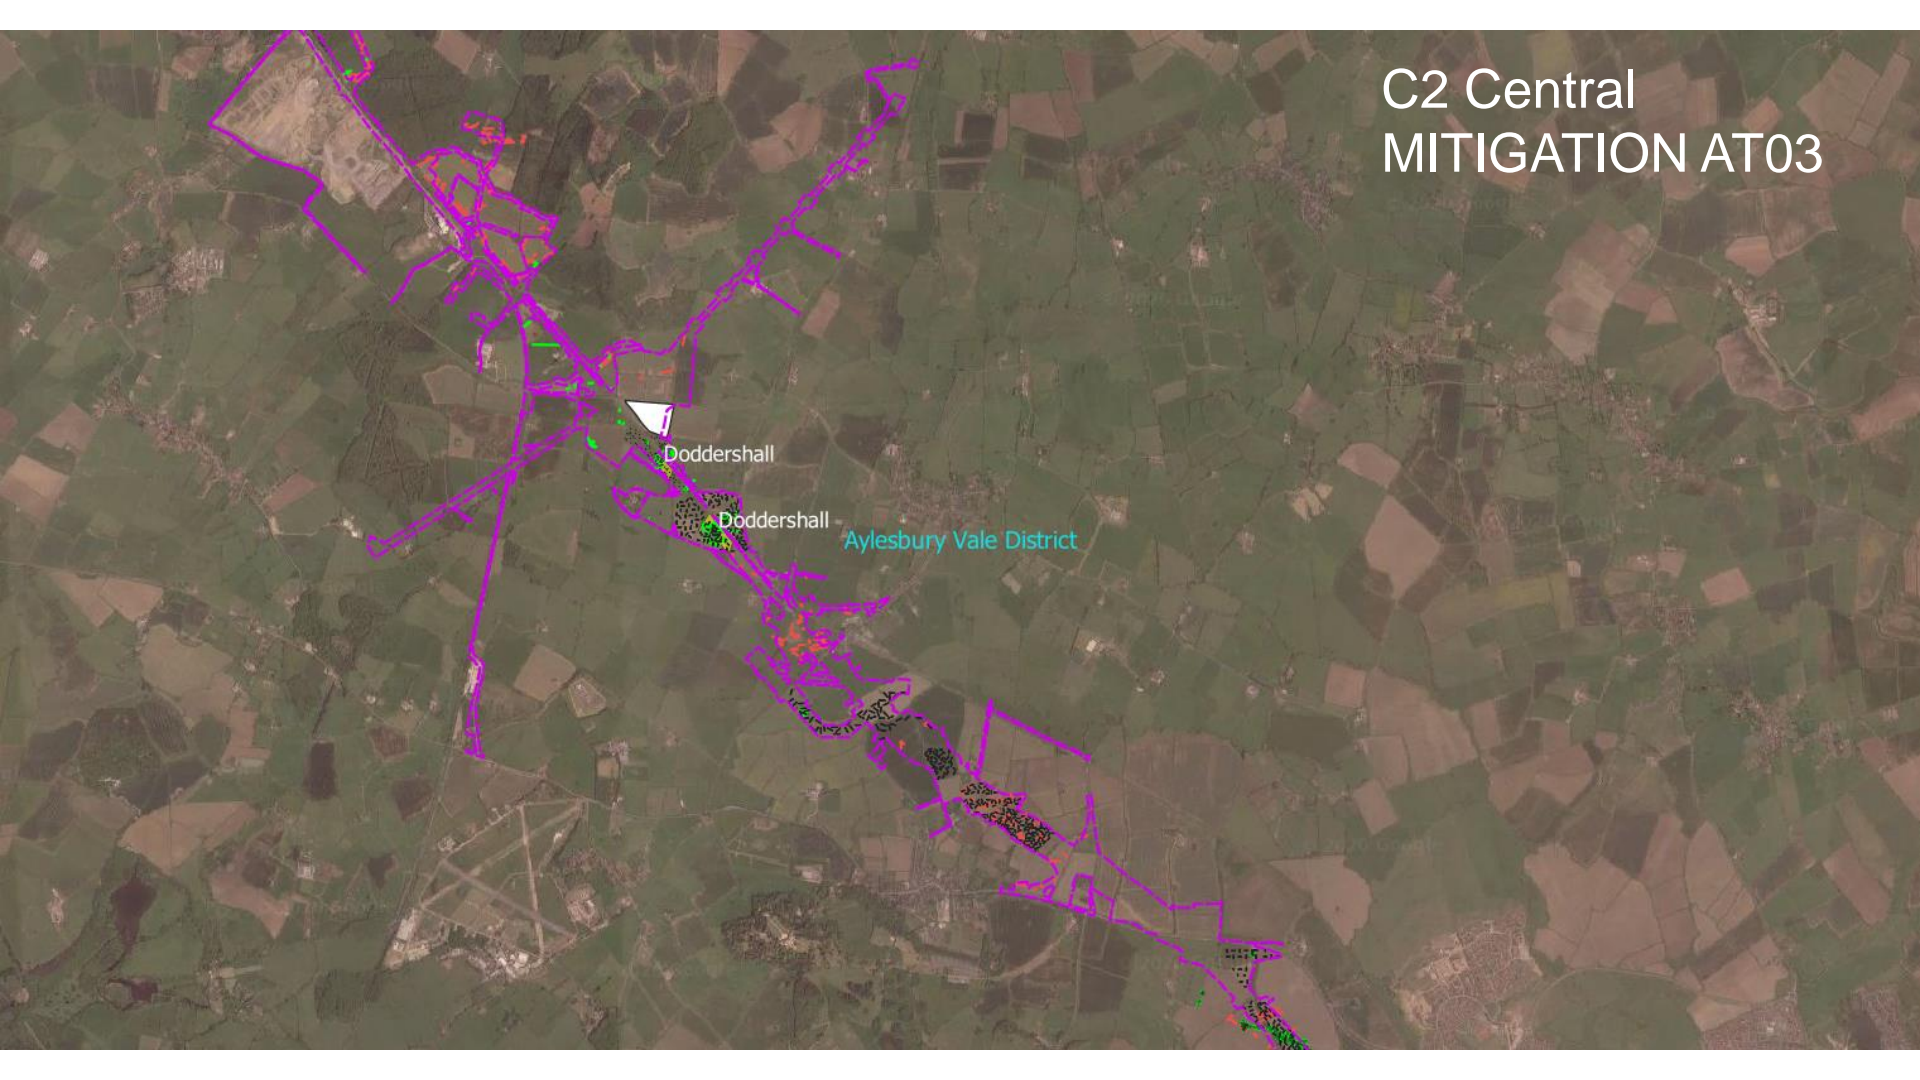 C2 Central
MITIGATION AT03
Doddershall
Doddershall
Aylesbury Vale District